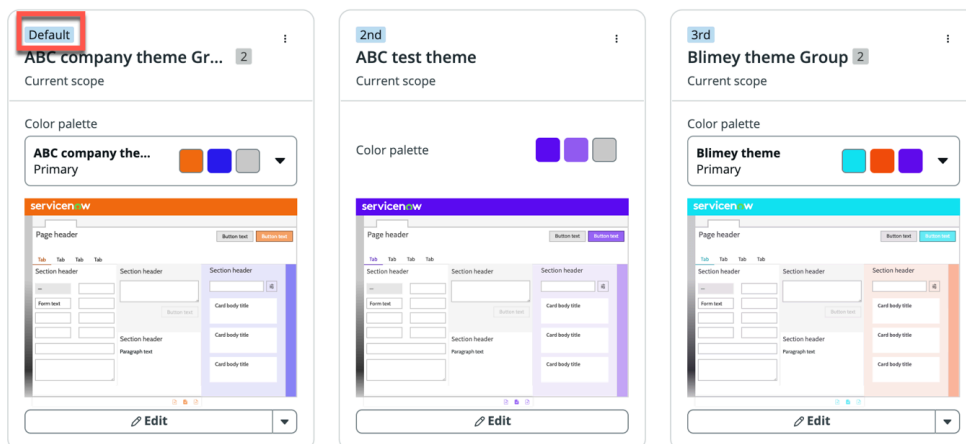 Default
ABC company theme Gr... 2
Current scope
Color palette
ABC company the...
Primary
servicenow
Page header
Button text
Button text
Tab Tab Tab Tab
Section header
Section header
Section header
Form text
Button text
Card body title
Section header
Card body title
Paragraph text
Card body title
Edit
2nd
ABC test theme
Current scope
Color palette
servicenow
Page header
Button text
Button text
Tab Tab Tab Tab
Section header
Section header
Section header
Form text
Button text
Card body title
Section header
Card body title
Paragraph text
Card body title
Edit
3rd
Blimey theme Group 2
Current scope
Color palette
Blimey theme
Primary
servicenow
Page header
Button text
Button text
Tab Tab Tab Tab
Section header
Section header
Section header
Form text
Button text
Card body title
Section header
Card body title
Paragraph text
Card body title
Edit